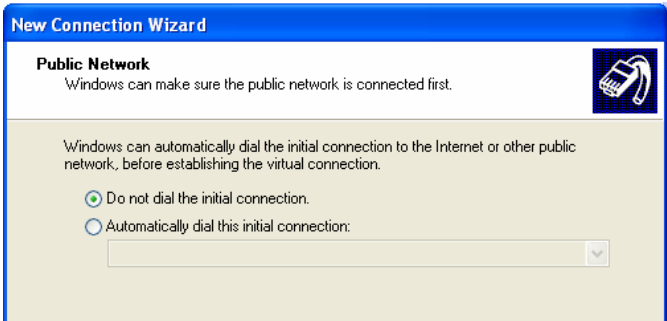 New Connection Wizard
Public Network
Windows can make sure the public network is connected first.
Windows can automatically dial the initial connection to the Internet or other public
network, before establishing the virtual connection.
Do not dial the initial connection.
Automatically dial this initial connection: